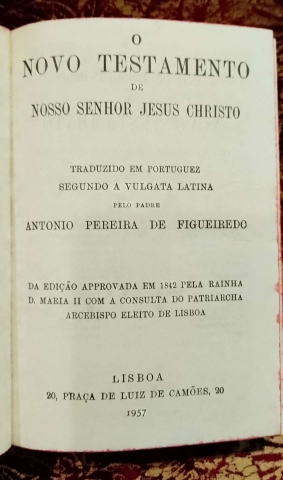 O
NOVO TESTAMENTO
DE
NOSSO SENHOR JESUS CHRISTO
TRADUZIDO EM PORTUGUEZ
SEGUNDO A VULGATA LATINA
PELO PADRE
ANTONIO PEREIRA DE FIGUEIREDO
DA EDIÇÃO APPROVADA EM 1842 PELA RAINHA
D. MARIA II COM A CONSULTA DO PATRIARCHA
ARCEBISPO ELEITO DE LISBOA
LISBOA
20, PRAÇA DE LUIZ DE CAMÕES, 20
1957